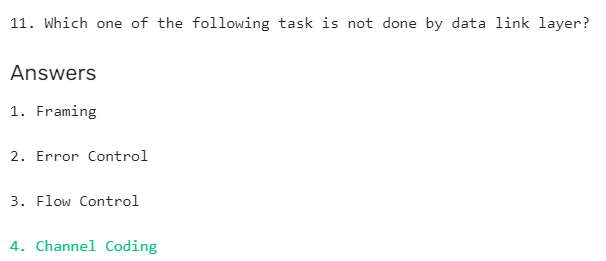 11. Which one of the following task is not done by data link layer?
Answers
1. Framing
2. Error Control
3. Flow Control
4. Channel Coding